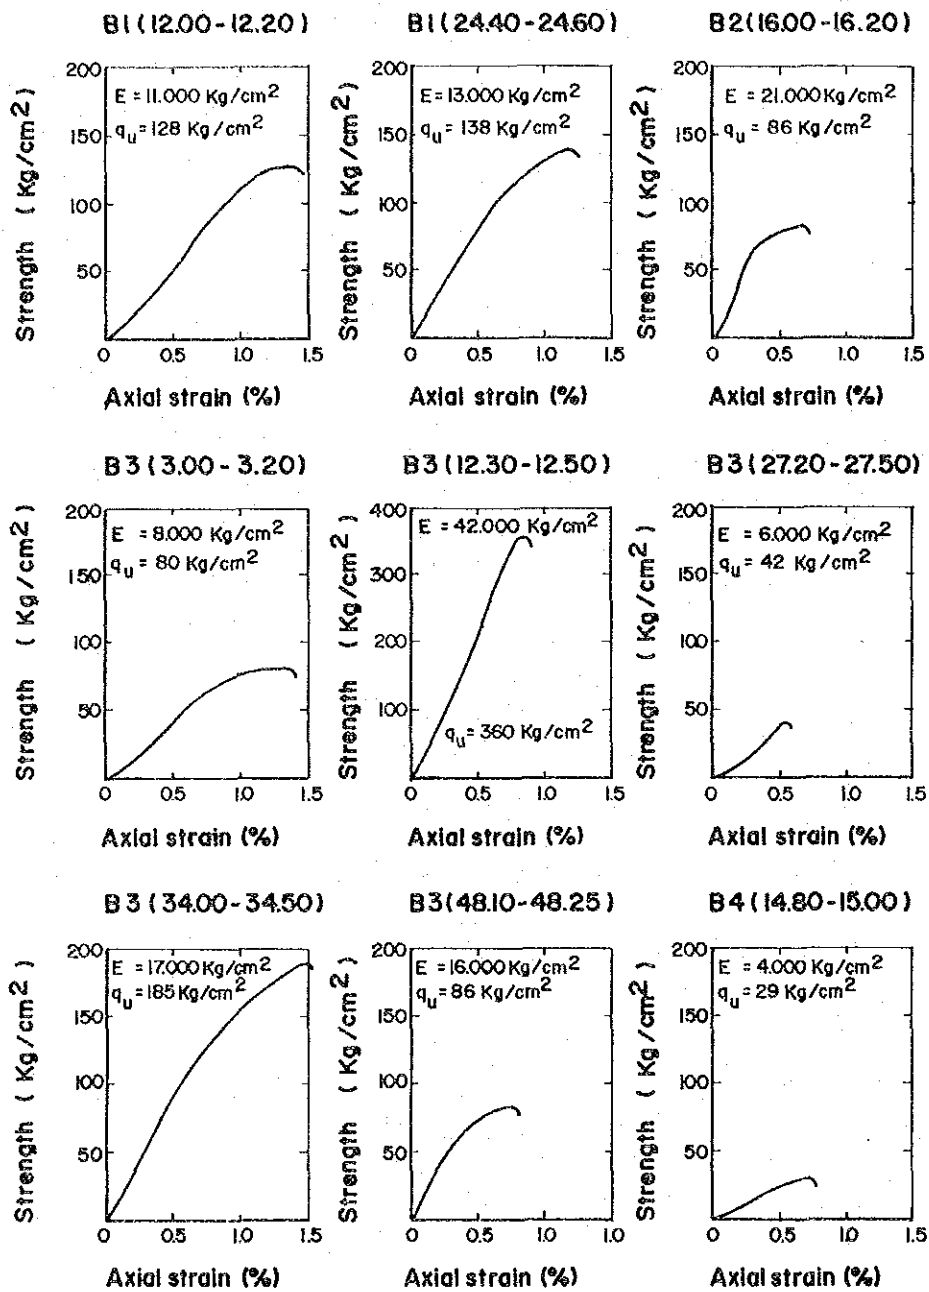 B1(12.00-12.20)
Strength (Kg/cm2)
200
150
100
50
E = 11.000 Kg/cm2
qu = 128 Kg/cm2
0 0.5 1.0 1.5
Axial strain (%)
B1(24.40-24.60)
Strength (Kg/cm2)
200
150
100
50
E = 13.000 Kg/cm2
qu = 138 Kg/cm2
0 0.5 1.0 1.5
Axial strain (%)
B2(16.00-16.20)
Strength (Kg/cm2)
200
150
100
50
E = 21.000 Kg/cm2
qu = 86 Kg/cm2
0 0.5 1.0 1.5
Axial strain (%)
B3(3.00-3.20)
Strength (Kg/cm2)
200
150
100
50
E = 8.000 Kg/cm2
qu = 80 Kg/cm2
0 0.5 1.0 1.5
Axial strain (%)
B3(12.30-12.50)
Strength (Kg/cm2)
400
300
200
100
E = 42.000 Kg/cm2
qu = 360 Kg/cm2
0 0.5 1.0 1.5
Axial strain (%)
B3(27.20-27.50)
Strength (Kg/cm2)
200
150
100
50
E = 6.000 Kg/cm2
qu = 42 Kg/cm2
0 0.5 1.0 1.5
Axial strain (%)
B3(34.00-34.50)
Strength (Kg/cm2)
200
150
100
50
E = 17.000 Kg/cm2
qu = 185 Kg/cm2
0 0.5 1.0 1.5
Axial strain (%)
B3(48.10-48.25)
Strength (Kg/cm2)
200
150
100
50
E = 16.000 Kg/cm2
qu = 86 Kg/cm2
0 0.5 1.0 1.5
Axial strain (%)
B4(14.80-15.00)
Strength (Kg/cm2)
200
150
100
50
E = 4.000 Kg/cm2
qu = 29 Kg/cm2
0 0.5 1.0 1.5
Axial strain (%)